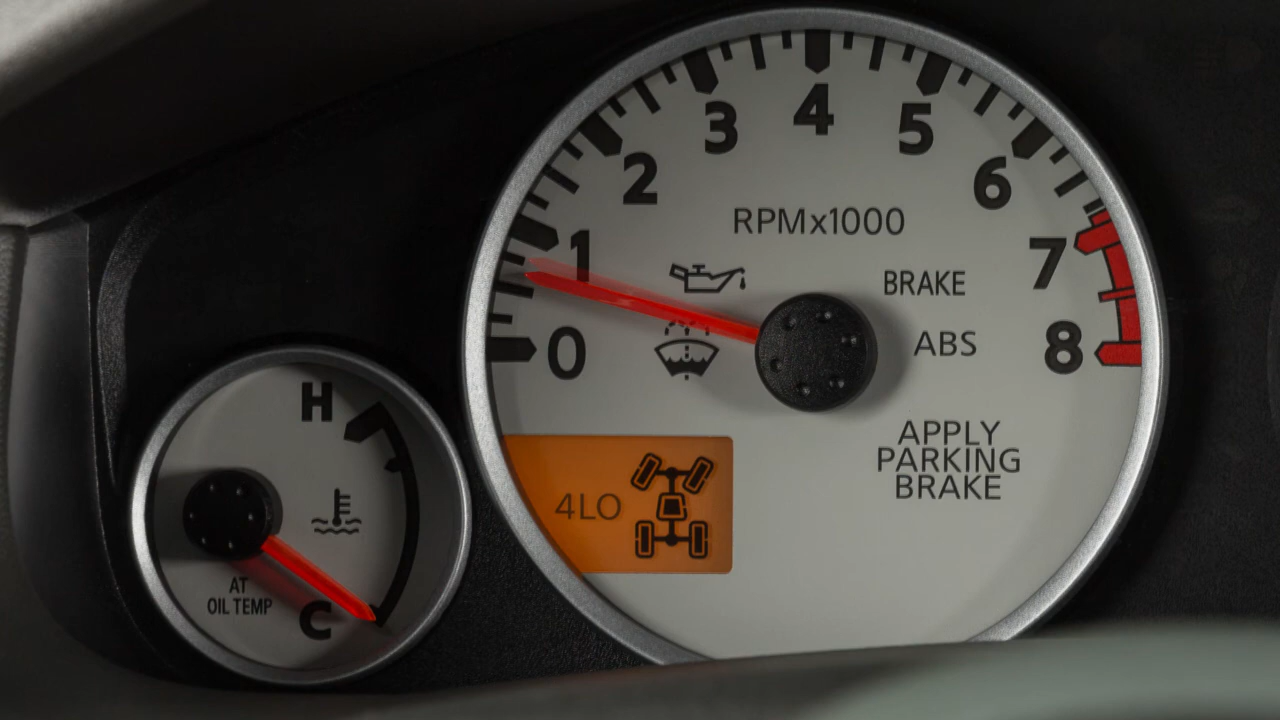 0
1
2
3
4
5
6
7
8
RPMx1000
BRAKE
ABS
APPLY
PARKING
BRAKE
4LO
H
AT
OIL TEMP
C